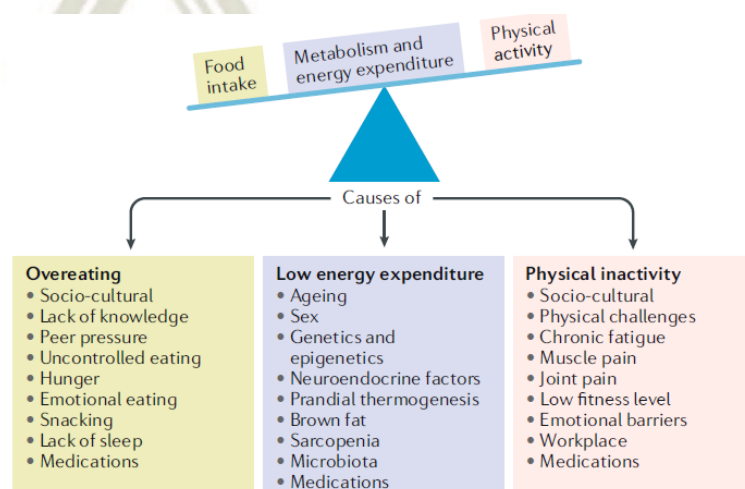 Food
intake
Metabolism and
energy expenditure
Physical
activity
Causes of
Overeating
• Socio-cultural
• Lack of knowledge
• Peer pressure
• Uncontrolled eating
• Hunger
• Emotional eating
• Snacking
• Lack of sleep
• Medications
Low energy expenditure
• Ageing
• Sex
• Genetics and
epigenetics
• Neuroendocrine factors
• Prandial thermogenesis
• Brown fat
• Sarcopenia
• Microbiota
• Medications
Physical inactivity
• Socio-cultural
• Physical challenges
• Chronic fatigue
• Muscle pain
• Joint pain
• Low fitness level
• Emotional barriers
• Workplace
• Medications